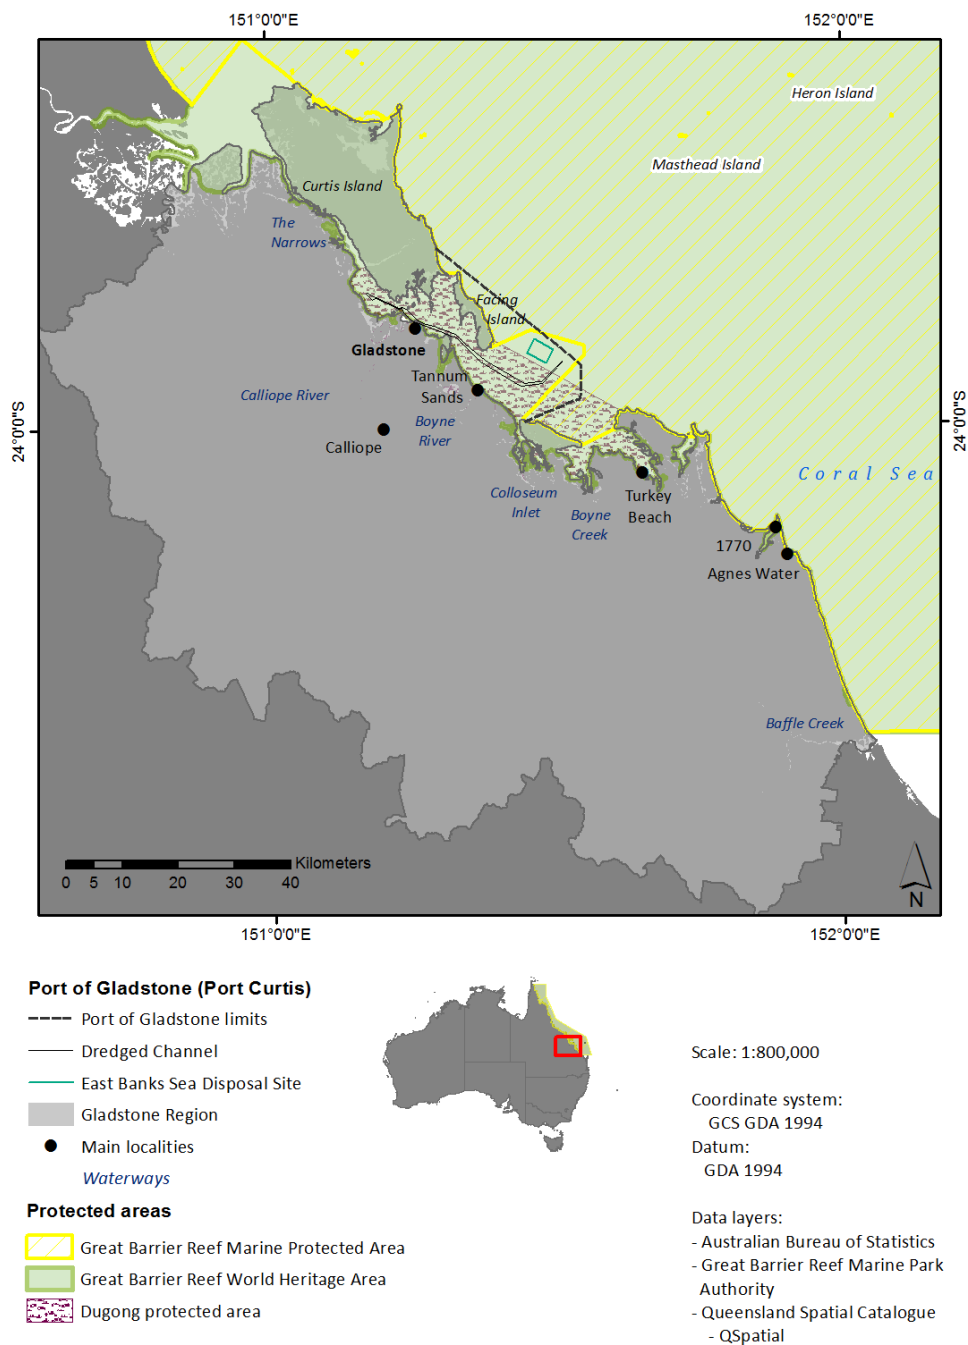 151°0'0"E
152°0'0"E
Heron Island
Masthead Island
Curtis Island
The
Narrows
Facing
Island
Gladstone
Tannum
Sands
Calliope River
Boyne
River
24°0'0"S
24°0'0"S
Calliope
Coral Sea
Colloseum
Inlet
Turkey
Beach
Boyne
Creek
1770
Agnes Water
Baffle Creek
Kilometers
0 5 10 20 30 40
N
151°0'0"E
152°0'0"E
Port of Gladstone (Port Curtis)
Port of Gladstone limits
Dredged Channel
East Banks Sea Disposal Site
Gladstone Region
Main localities
Waterways
Protected areas
Great Barrier Reef Marine Protected Area
Great Barrier Reef World Heritage Area
Dugong protected area
Scale: 1:800,000
Coordinate system:
GCS GDA 1994
Datum:
GDA 1994
Data layers:
- Australian Bureau of Statistics
- Great Barrier Reef Marine Park
Authority
- Queensland Spatial Catalogue
- QSpatial